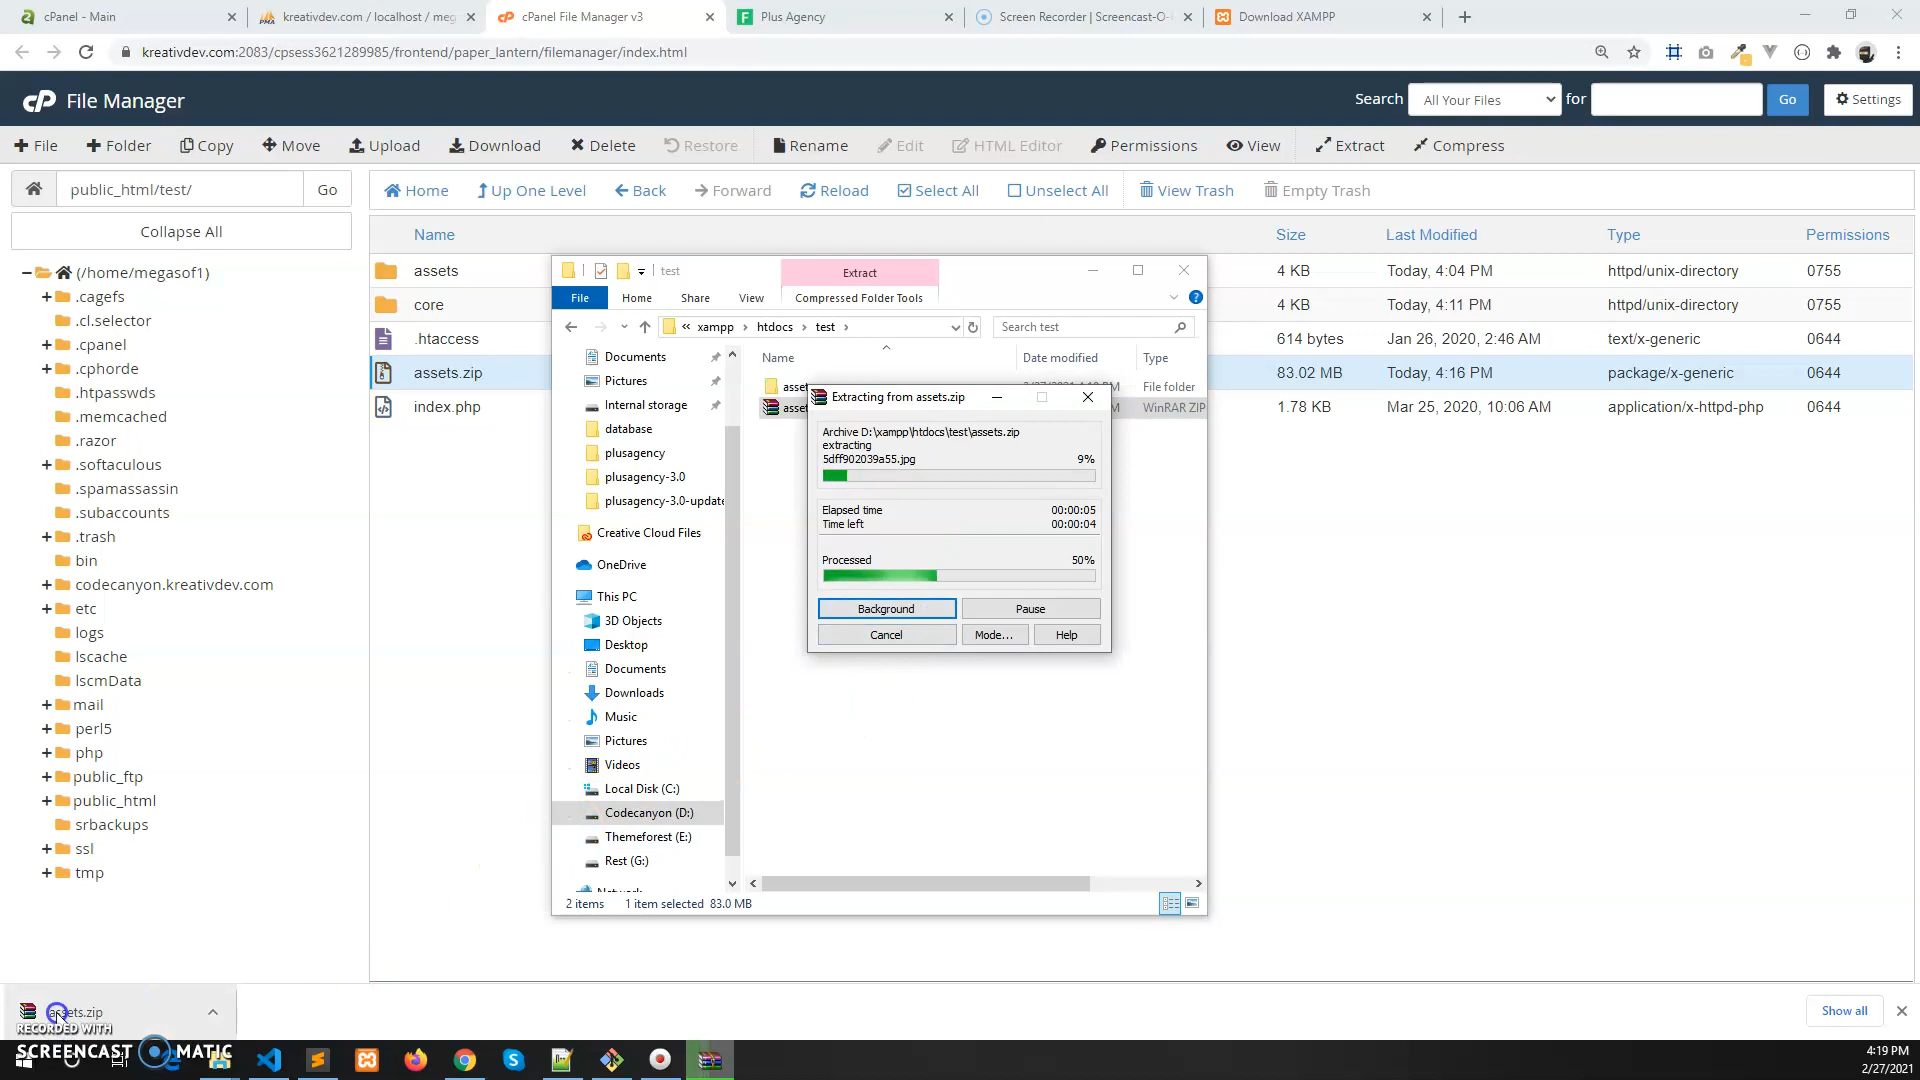 cPanel - Main
kreativdev.com / localhost / meg
cPanel File Manager v3
Plus Agency
Screen Recorder | Screencast-O-
Download XAMPP
kreativdev.com:2083/cpsess3621289985/frontend/paper_lantern/filemanager/index.html
cP File Manager
Search All Your Files for Go Settings
File Folder Copy Move Upload Download Delete Restore Rename Edit HTML Editor Permissions View Extract Compress
public_html/test/ Go
Home Up One Level Back Forward Reload Select All Unselect All View Trash Empty Trash
Collapse All
Name Size Last Modified Type Permissions
assets 4 KB Today, 4:04 PM httpd/unix-directory 0755
core 4 KB Today, 4:11 PM httpd/unix-directory 0755
.htaccess 614 bytes Jan 26, 2020, 2:46 AM text/x-generic 0644
assets.zip 83.02 MB Today, 4:16 PM package/x-generic 0644
index.php 1.78 KB Mar 25, 2020, 10:06 AM application/x-httpd-php 0644
(/home/megasof1)
.cagefs
.cl.selector
.cpanel
.cphorde
.htpasswds
.memcached
.razor
.softaculous
.spamassassin
.subaccounts
.trash
bin
codecanyon.kreativdev.com
etc
logs
lscache
lscmData
mail
perl5
php
public_ftp
public_html
srbackups
ssl
tmp
test
Extract
File Home Share View Compressed Folder Tools
« xampp › htdocs › test ›
Search test
Documents
Pictures
Internal storage
database
plusagency
plusagency-3.0
plusagency-3.0-update
Creative Cloud Files
OneDrive
This PC
3D Objects
Desktop
Documents
Downloads
Music
Pictures
Videos
Local Disk (C:)
Codecanyon (D:)
Themeforest (E:)
Rest (G:)
Name Date modified Type
asset File folder
asset WinRAR ZIP
Extracting from assets.zip
Archive D:\xampp\htdocs\test\assets.zip
extracting
5dff902039a55.jpg 9%
Elapsed time 00:00:05
Time left 00:00:04
Processed 50%
Background Pause
Cancel Mode... Help
2 items 1 item selected 83.0 MB
assets.zip
Show all
RECORDED WITH
SCREENCAST MATIC
4:19 PM
2/27/2021